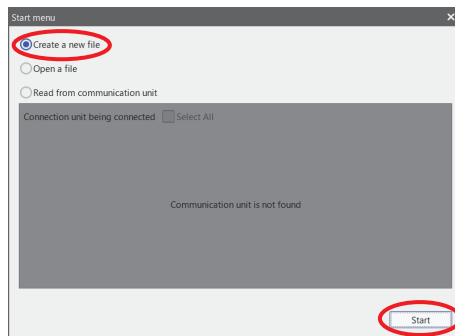 Start menu
Create a new file
Open a file
Read from communication unit
Connection unit being connected Select All
Communication unit is not found
Start